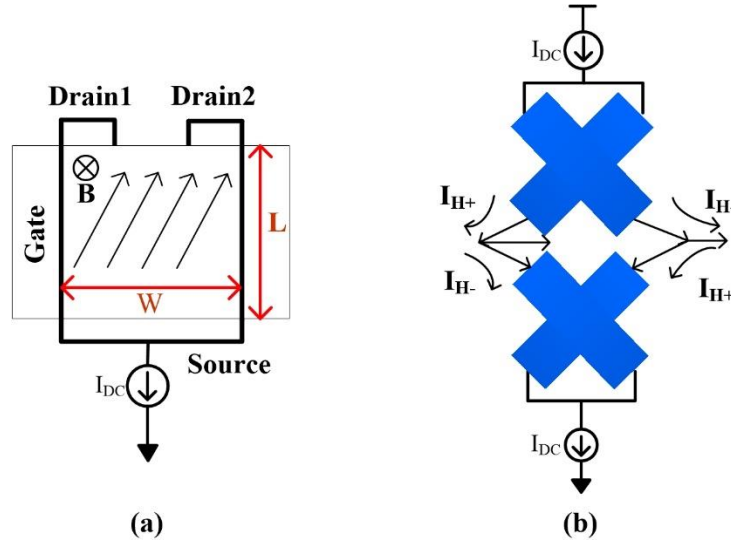 Drain1 Drain2
B
Gate
L
W
Source
I_DC
(a)
I_DC
I_H+
I_H-
I_H-
I_H+
I_DC
(b)